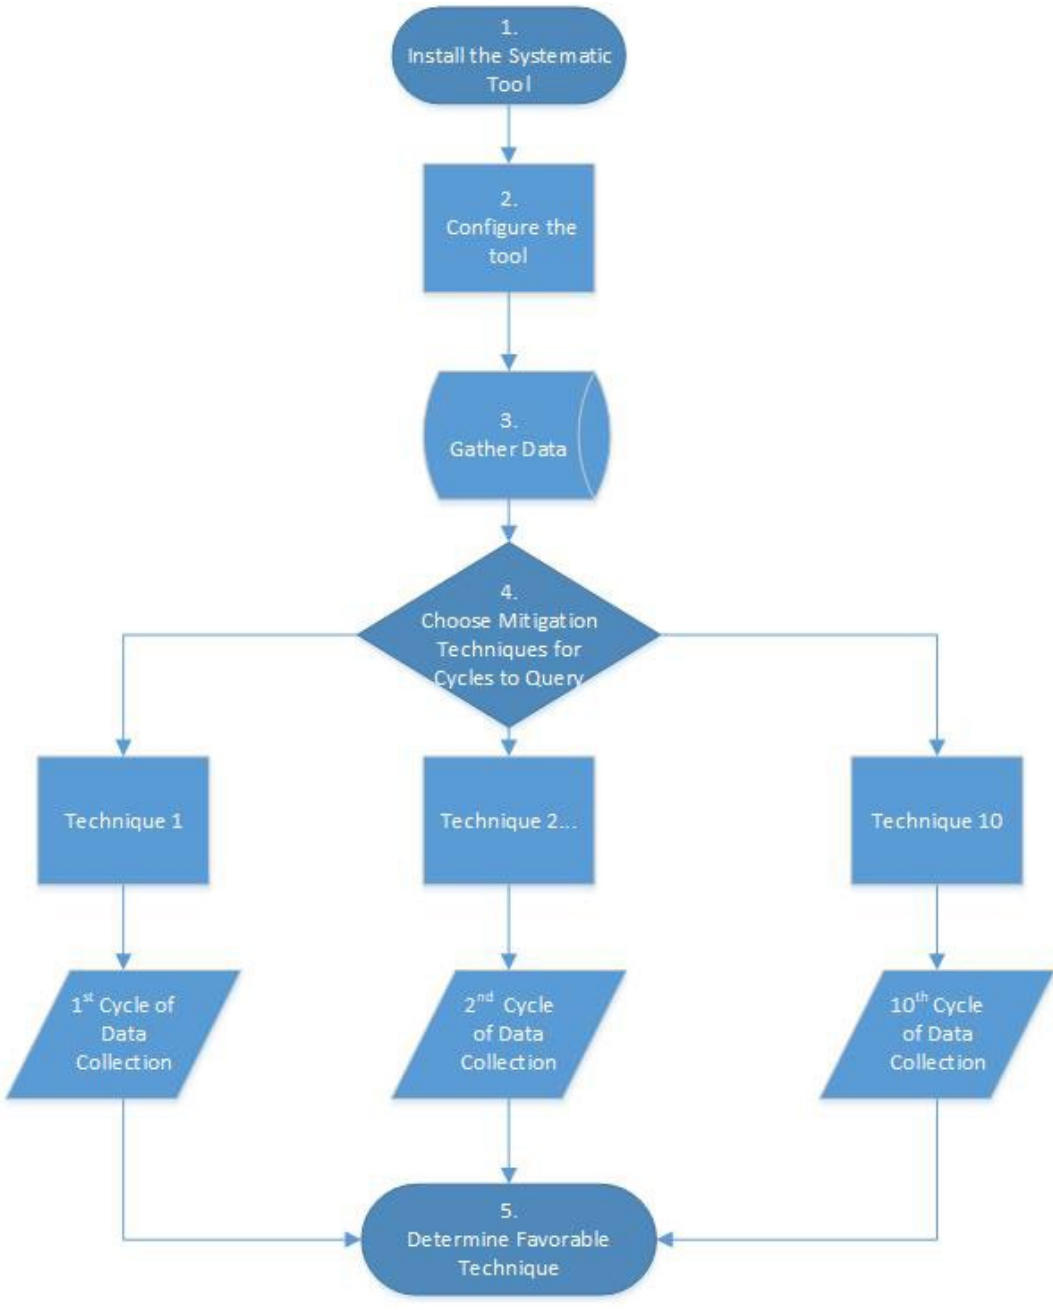 1.
Install the Systematic
Tool
2.
Configure the
tool
3.
Gather Data
4.
Choose Mitigation
Techniques for
Cycles to Query
Technique 1
Technique 2...
Technique 10
1st Cycle of
Data
Collection
2nd Cycle
of Data
Collection
10th Cycle
of Data
Collection
5.
Determine Favorable
Technique